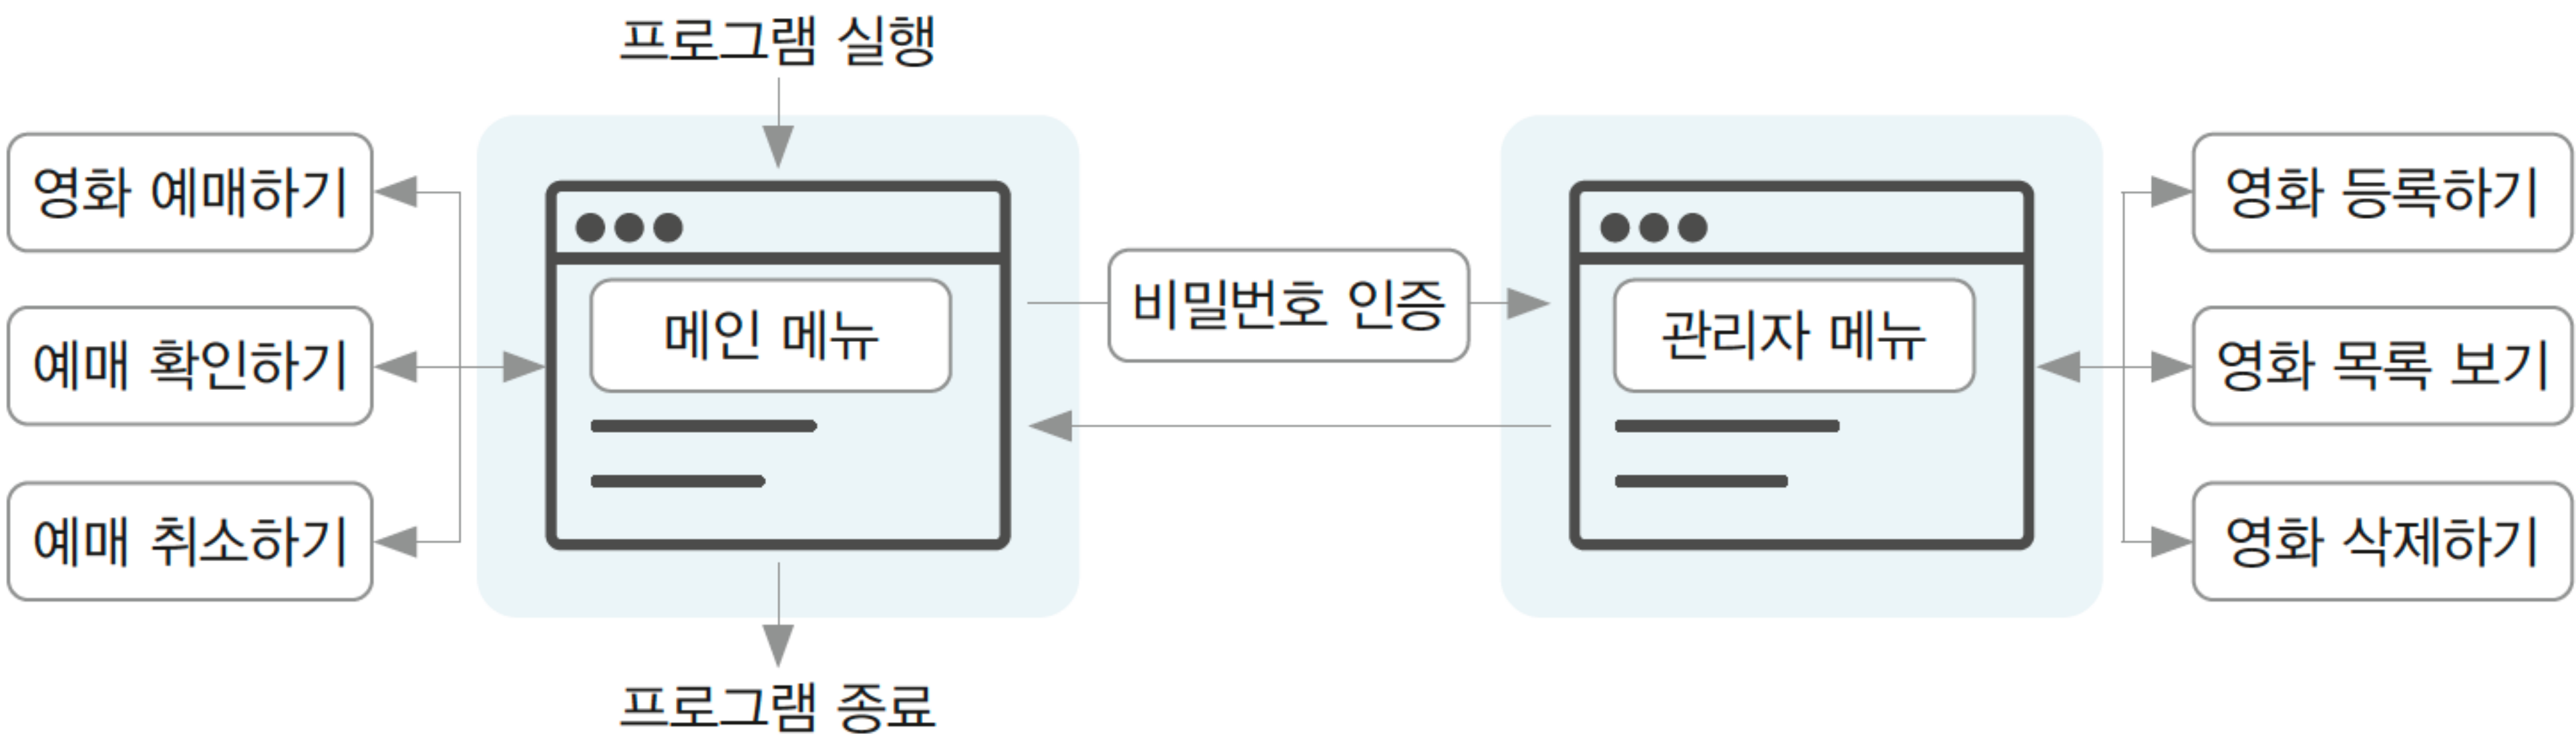 프로그램 실행
영화 예매하기
예매 확인하기
예매 취소하기
메인 메뉴
비밀번호 인증
관리자 메뉴
영화 등록하기
영화 목록 보기
영화 삭제하기
프로그램 종료